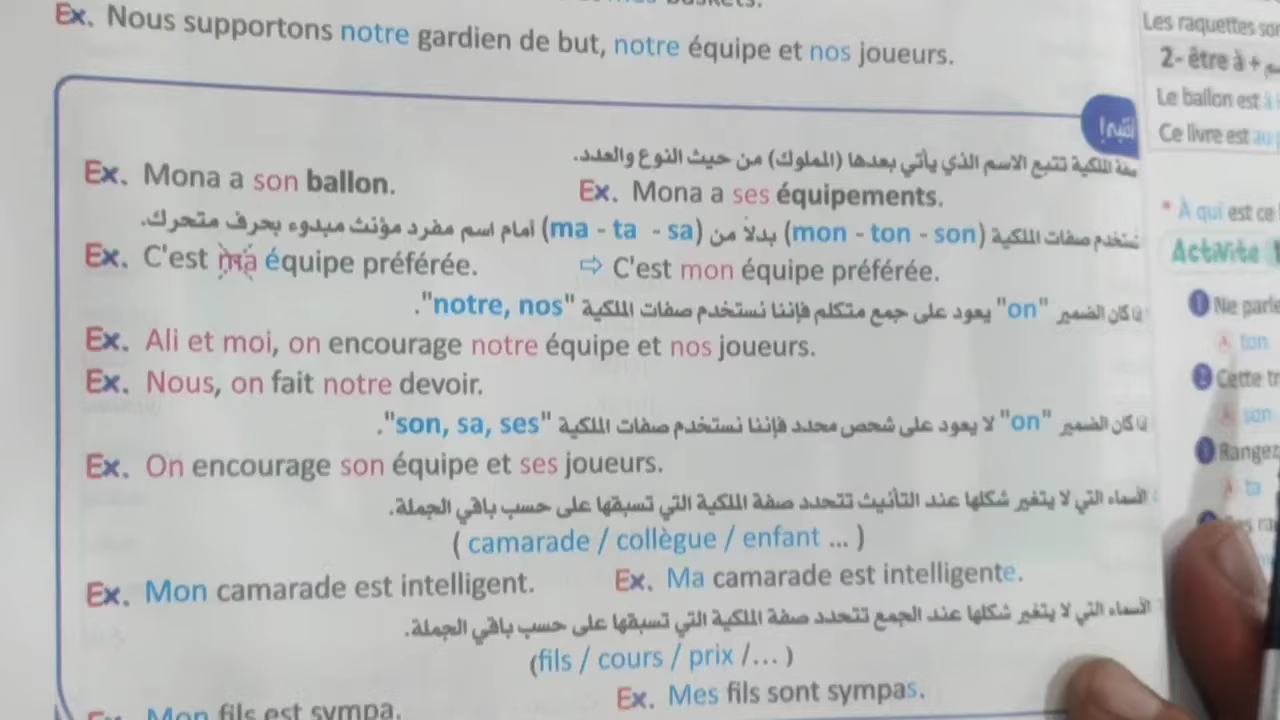 baskets.
Ex. Nous supportons notre gardien de but, notre équipe et nos joueurs.
انتبه!
صفة الملكية تتبع الاسم الذي يأتي بعدها (المملوك) من حيث النوع والعدد.
Ex. Mona a son ballon.
Ex. Mona a ses équipements.
نستخدم صفات الملكية (mon - ton - son) بدلاً من (ma - ta - sa) أمام اسم مفرد مؤنث مبدوء بحرف متحرك.
Ex. C'est ma équipe préférée.
⇨ C'est mon équipe préférée.
كان الضمير "on" يعود على جمع متكلم فإننا نستخدم صفات الملكية "notre, nos".
Ex. Ali et moi, on encourage notre équipe et nos joueurs.
Ex. Nous, on fait notre devoir.
كان الضمير "on" لا يعود على شخص محدد فإننا نستخدم صفات الملكية "son, sa, ses".
Ex. On encourage son équipe et ses joueurs.
الأسماء التي لا يتغير شكلها عند التأنيث تتحدد صفة الملكية التي تسبقها على حسب باقي الجملة.
( camarade / collègue / enfant ... )
Ex. Mon camarade est intelligent.
Ex. Ma camarade est intelligente.
الأسماء التي لا يتغير شكلها عند الجمع تتحدد صفة الملكية التي تسبقها على حسب باقي الجملة.
(fils / cours / prix /... )
Ex. Mes fils sont sympas.
Ex. Mon fils est sympa.
Les raquettes
2- être à +
Le ballon est à
Ce livre est au
* À qui est ce
Activité
1 Ne
A ton
2 Cette
A son
3 Rangez
A ta